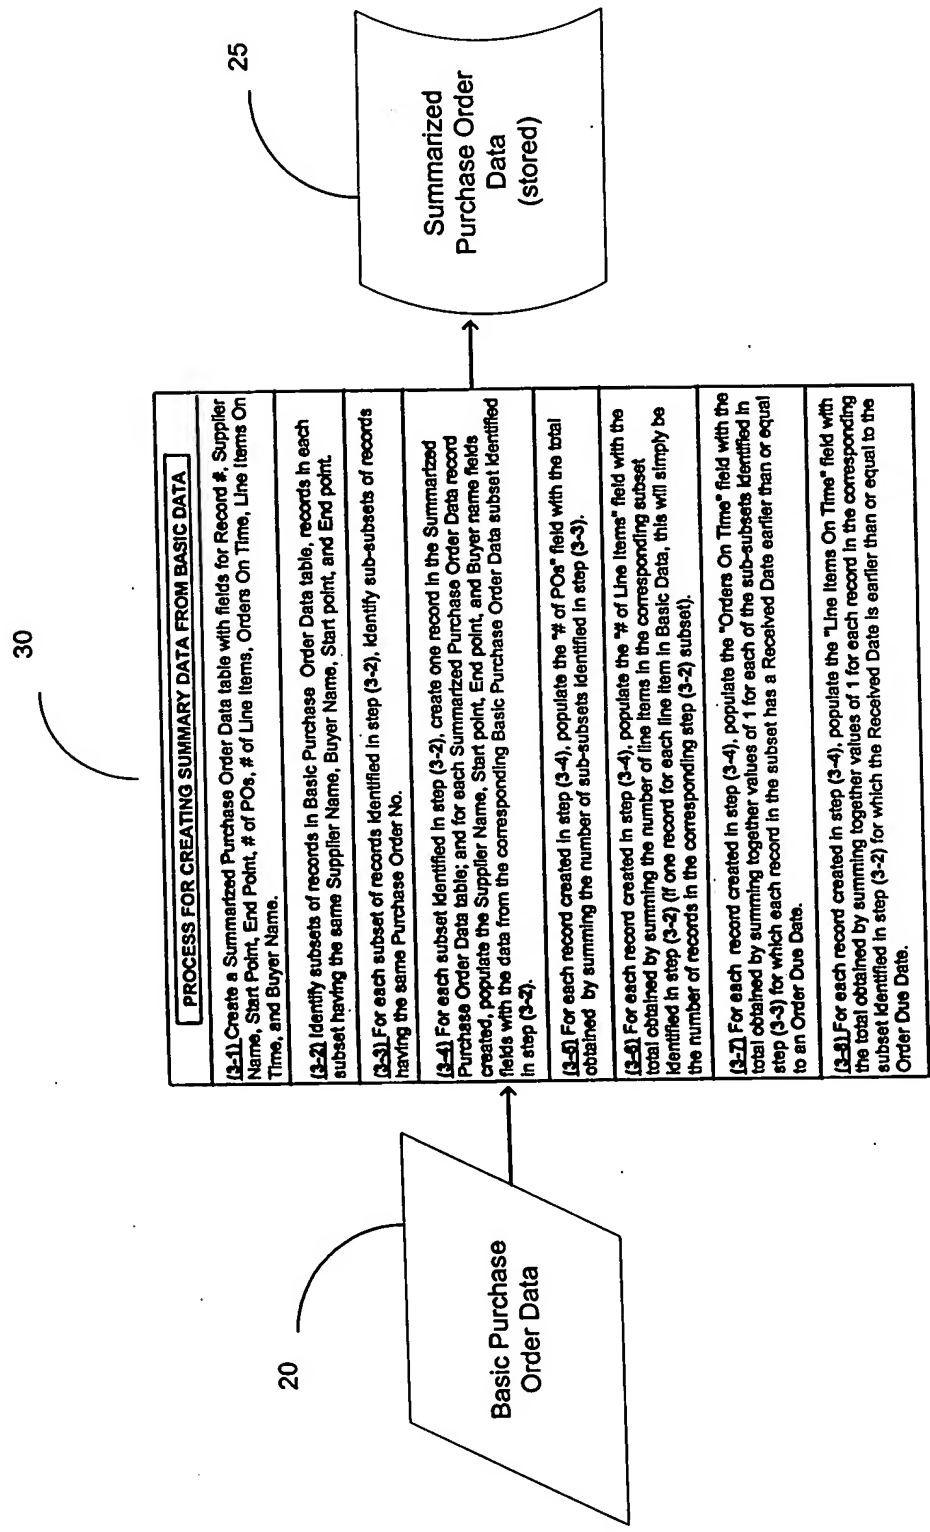 30
25
20
Summarized
Purchase Order
Data
(stored)
PROCESS FOR CREATING SUMMARY DATA FROM BASIC DATA
(3-1) Create a Summarized Purchase Order Data table with fields for Record #, Supplier
Name, Start Point, End Point, # of POs, # of Line Items, Orders On Time, Line Items On
Time, and Buyer Name.
(3-2) Identify subsets of records in Basic Purchase Order Data table, records in each
subset having the same Supplier Name, Buyer Name, Start point, and End point.
(3-3) For each subset of records identified in step (3-2), identify sub-subsets of records
having the same Purchase Order No.
(3-4) For each subset identified in step (3-2), create one record in the Summarized
Purchase Order Data table; and for each Summarized Purchase Order Data record
created, populate the Supplier Name, Start point, End point, and Buyer name fields
fields with the data from the corresponding Basic Purchase Order Data subset identified
in step (3-2).
(3-5) For each record created in step (3-4), populate the "# of POs" field with the total
obtained by summing the number of sub-subsets identified in step (3-3).
(3-6) For each record created in step (3-4), populate the "# of Line Items" field with the
total obtained by summing the number of line items in the corresponding subset
identified in step (3-2) (if one record for each line item in Basic Data, this will simply be
the number of records in the corresponding step (3-2) subset).
(3-7) For each record created in step (3-4), populate the "Orders On Time" field with the
total obtained by summing together values of 1 for each of the sub-subsets identified in
step (3-3) for which each record in the subset has a Received Date earlier than or equal
to an Order Due Date.
(3-8) For each record created in step (3-4), populate the "Line Items On Time" field with
the total obtained by summing together values of 1 for each record in the corresponding
subset identified in step (3-2) for which the Received Date is earlier than or equal to the
Order Due Date.
Basic Purchase
Order Data